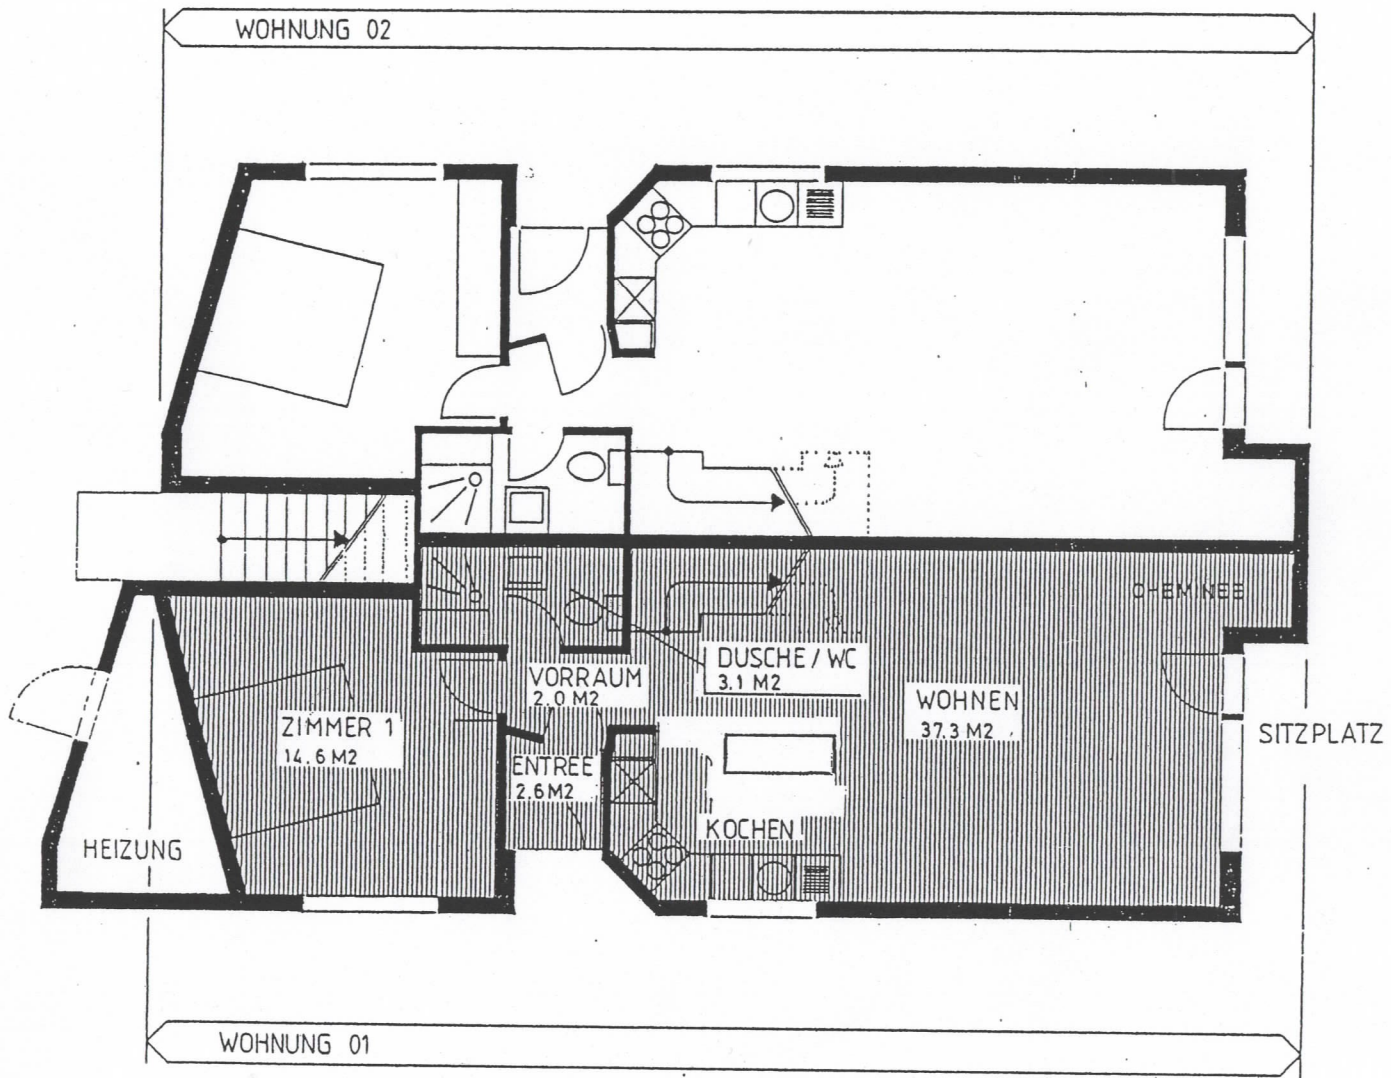 WOHNUNG 02
CHEMINEE
DUSCHE / WC
3.1 M2
VORRAUM
2.0 M2
WOHNEN
37.3 M2
ZIMMER 1
14.6 M2
SITZPLATZ
ENTREE
2.6 M2
KOCHEN
HEIZUNG
WOHNUNG 01